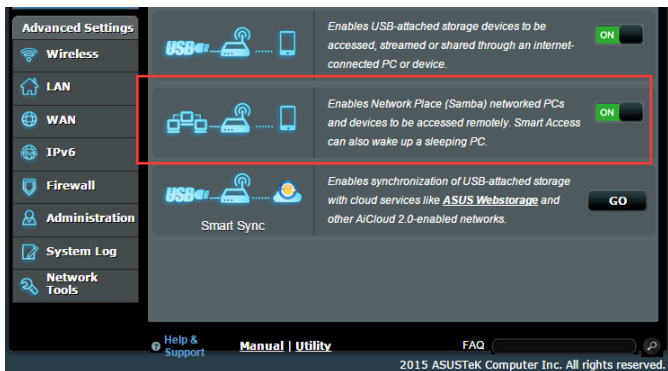 Advanced Settings
Wireless
LAN
WAN
IPv6
Firewall
Administration
System Log
Network
Tools
USB
Enables USB-attached storage devices to be
accessed, streamed or shared through an internet-
connected PC or device.
ON
Enables Network Place (Samba) networked PCs
and devices to be accessed remotely. Smart Access
can also wake up a sleeping PC.
ON
USB
Smart Sync
Enables synchronization of USB-attached storage
with cloud services like ASUS Webstorage and
other AiCloud 2.0-enabled networks.
GO
Help &
Support
Manual | Utility
FAQ
2015 ASUSTeK Computer Inc. All rights reserved.